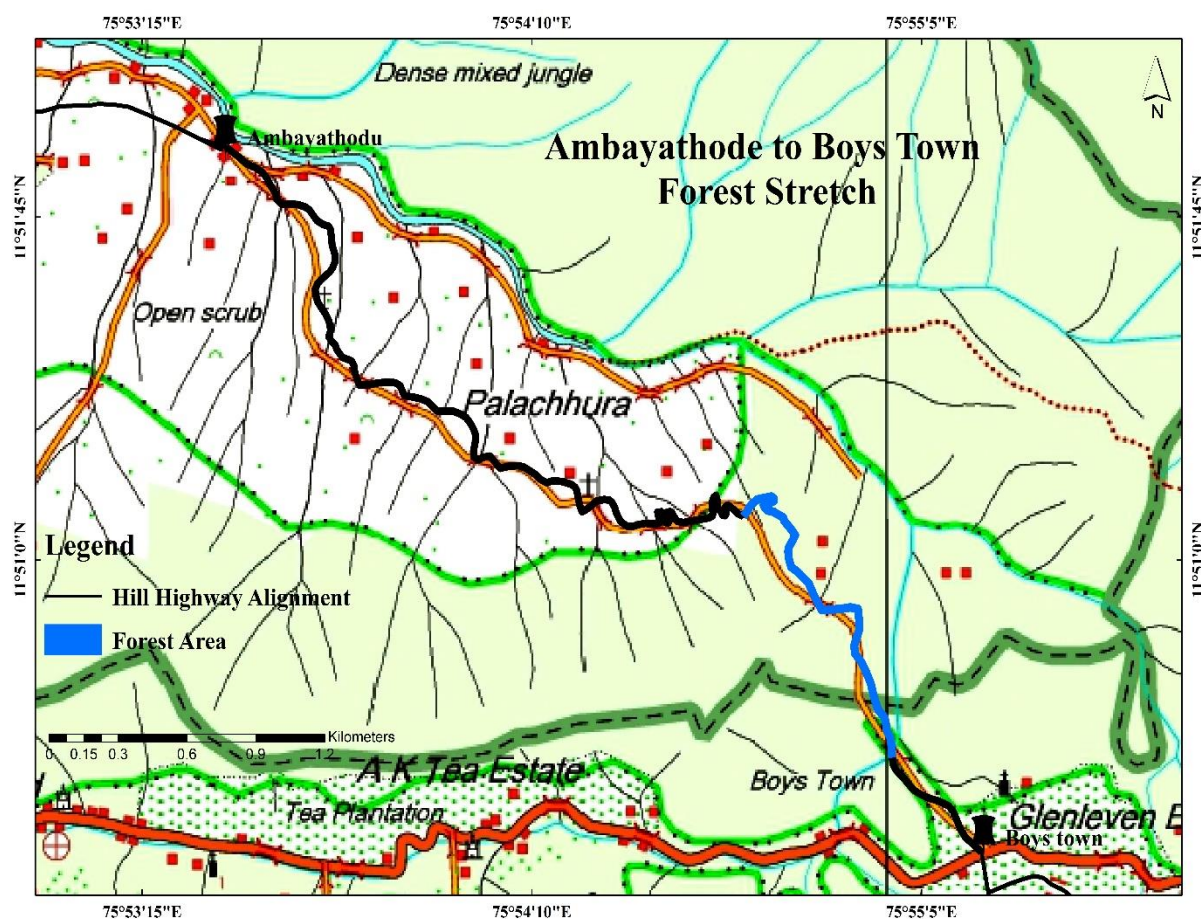 75°53'15"E 75°54'10"E 75°55'5"E
Dense mixed jungle
N
Ambayathodu
Ambayathode to Boys Town
Forest Stretch
11°51'45"N 11°51'45"N
Open scrub
Palachhura
11°51'0"N 11°51'0"N
Legend
Hill Highway Alignment
Forest Area
Kilometers
0 0.15 0.3 0.6 0.9 1.2
A K Tea Estate
Boys Town
Tea Plantation
Glenleven E
Boys town
75°53'15"E 75°54'10"E 75°55'5"E